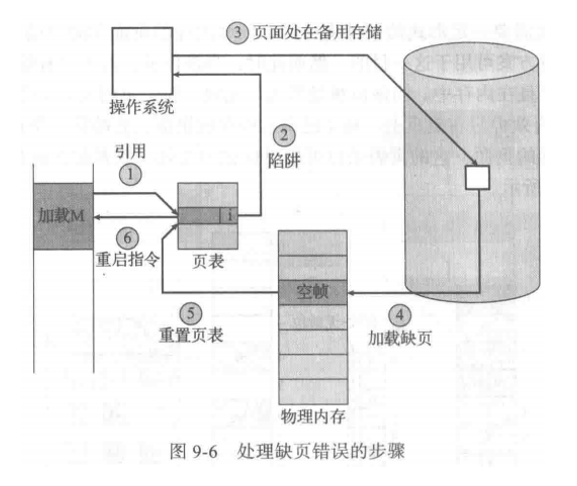 ③ 页面处在备用存储
操作系统
②
陷阱
引用
①
加载M
i
⑥
重启指令
页表
空帧
⑤
重置页表
④
加载缺页
物理内存
图 9-6 处理缺页错误的步骤